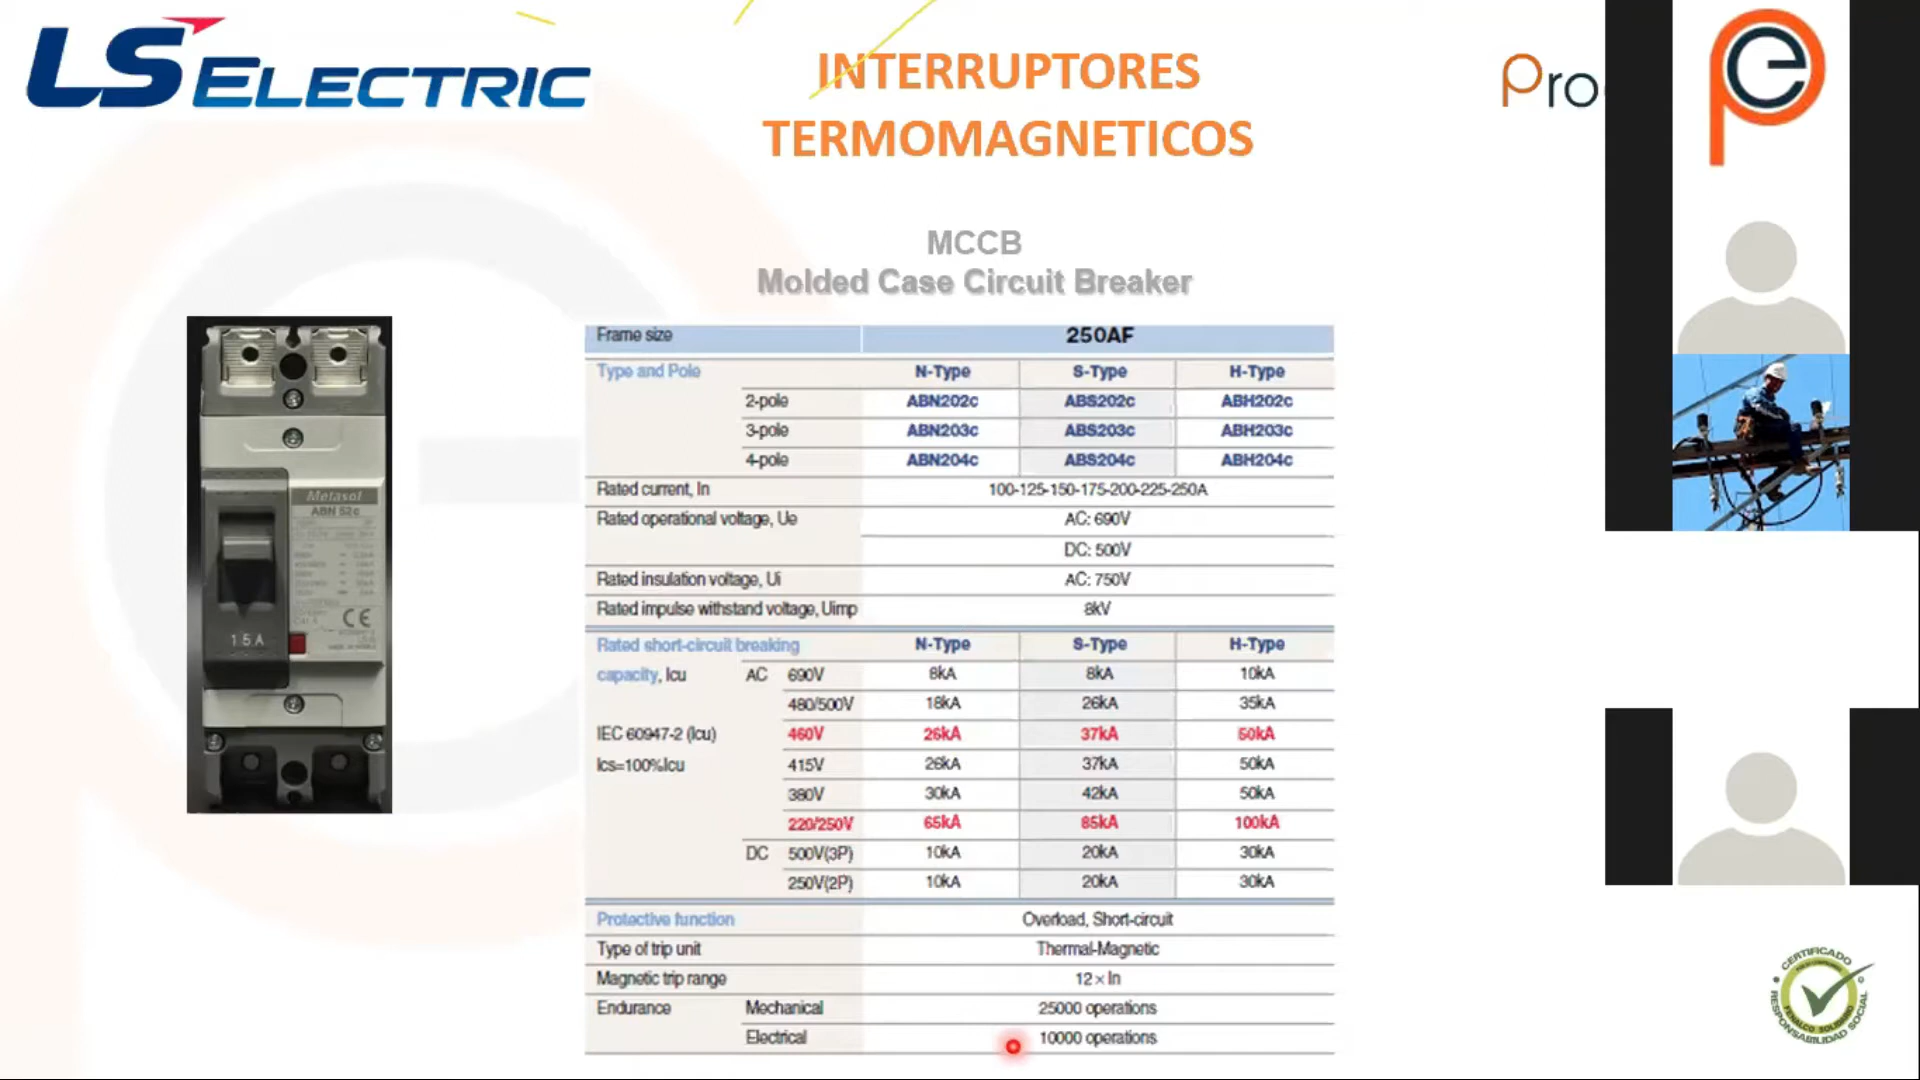 LS ELECTRIC
INTERRUPTORES
TERMOMAGNETICOS
Pro
MCCB
Molded Case Circuit Breaker
Metasol
ABN 52c
CE
15A
Frame size 250AF
Type and Pole N-Type S-Type H-Type
2-pole ABN202c ABS202c ABH202c
3-pole ABN203c ABS203c ABH203c
4-pole ABN204c ABS204c ABH204c
Rated current, In 100-125-150-175-200-225-250A
Rated operational voltage, Ue AC: 690V
DC: 500V
Rated insulation voltage, Ui AC: 750V
Rated impulse withstand voltage, Uimp 8kV
Rated short-circuit breaking N-Type S-Type H-Type
capacity, Icu AC 690V 8kA 8kA 10kA
480/500V 18kA 26kA 35kA
IEC 60947-2 (Icu) 460V 26kA 37kA 50kA
Ics=100%Icu 415V 26kA 37kA 50kA
380V 30kA 42kA 50kA
220/250V 65kA 85kA 100kA
DC 500V(3P) 10kA 20kA 30kA
250V(2P) 10kA 20kA 30kA
Protective function Overload, Short-circuit
Type of trip unit Thermal-Magnetic
Magnetic trip range 12×In
Endurance Mechanical 25000 operations
Electrical 10000 operations
CERTIFICADO
FENALCO SOLIDARIO
RESPONSABILIDAD SOCIAL